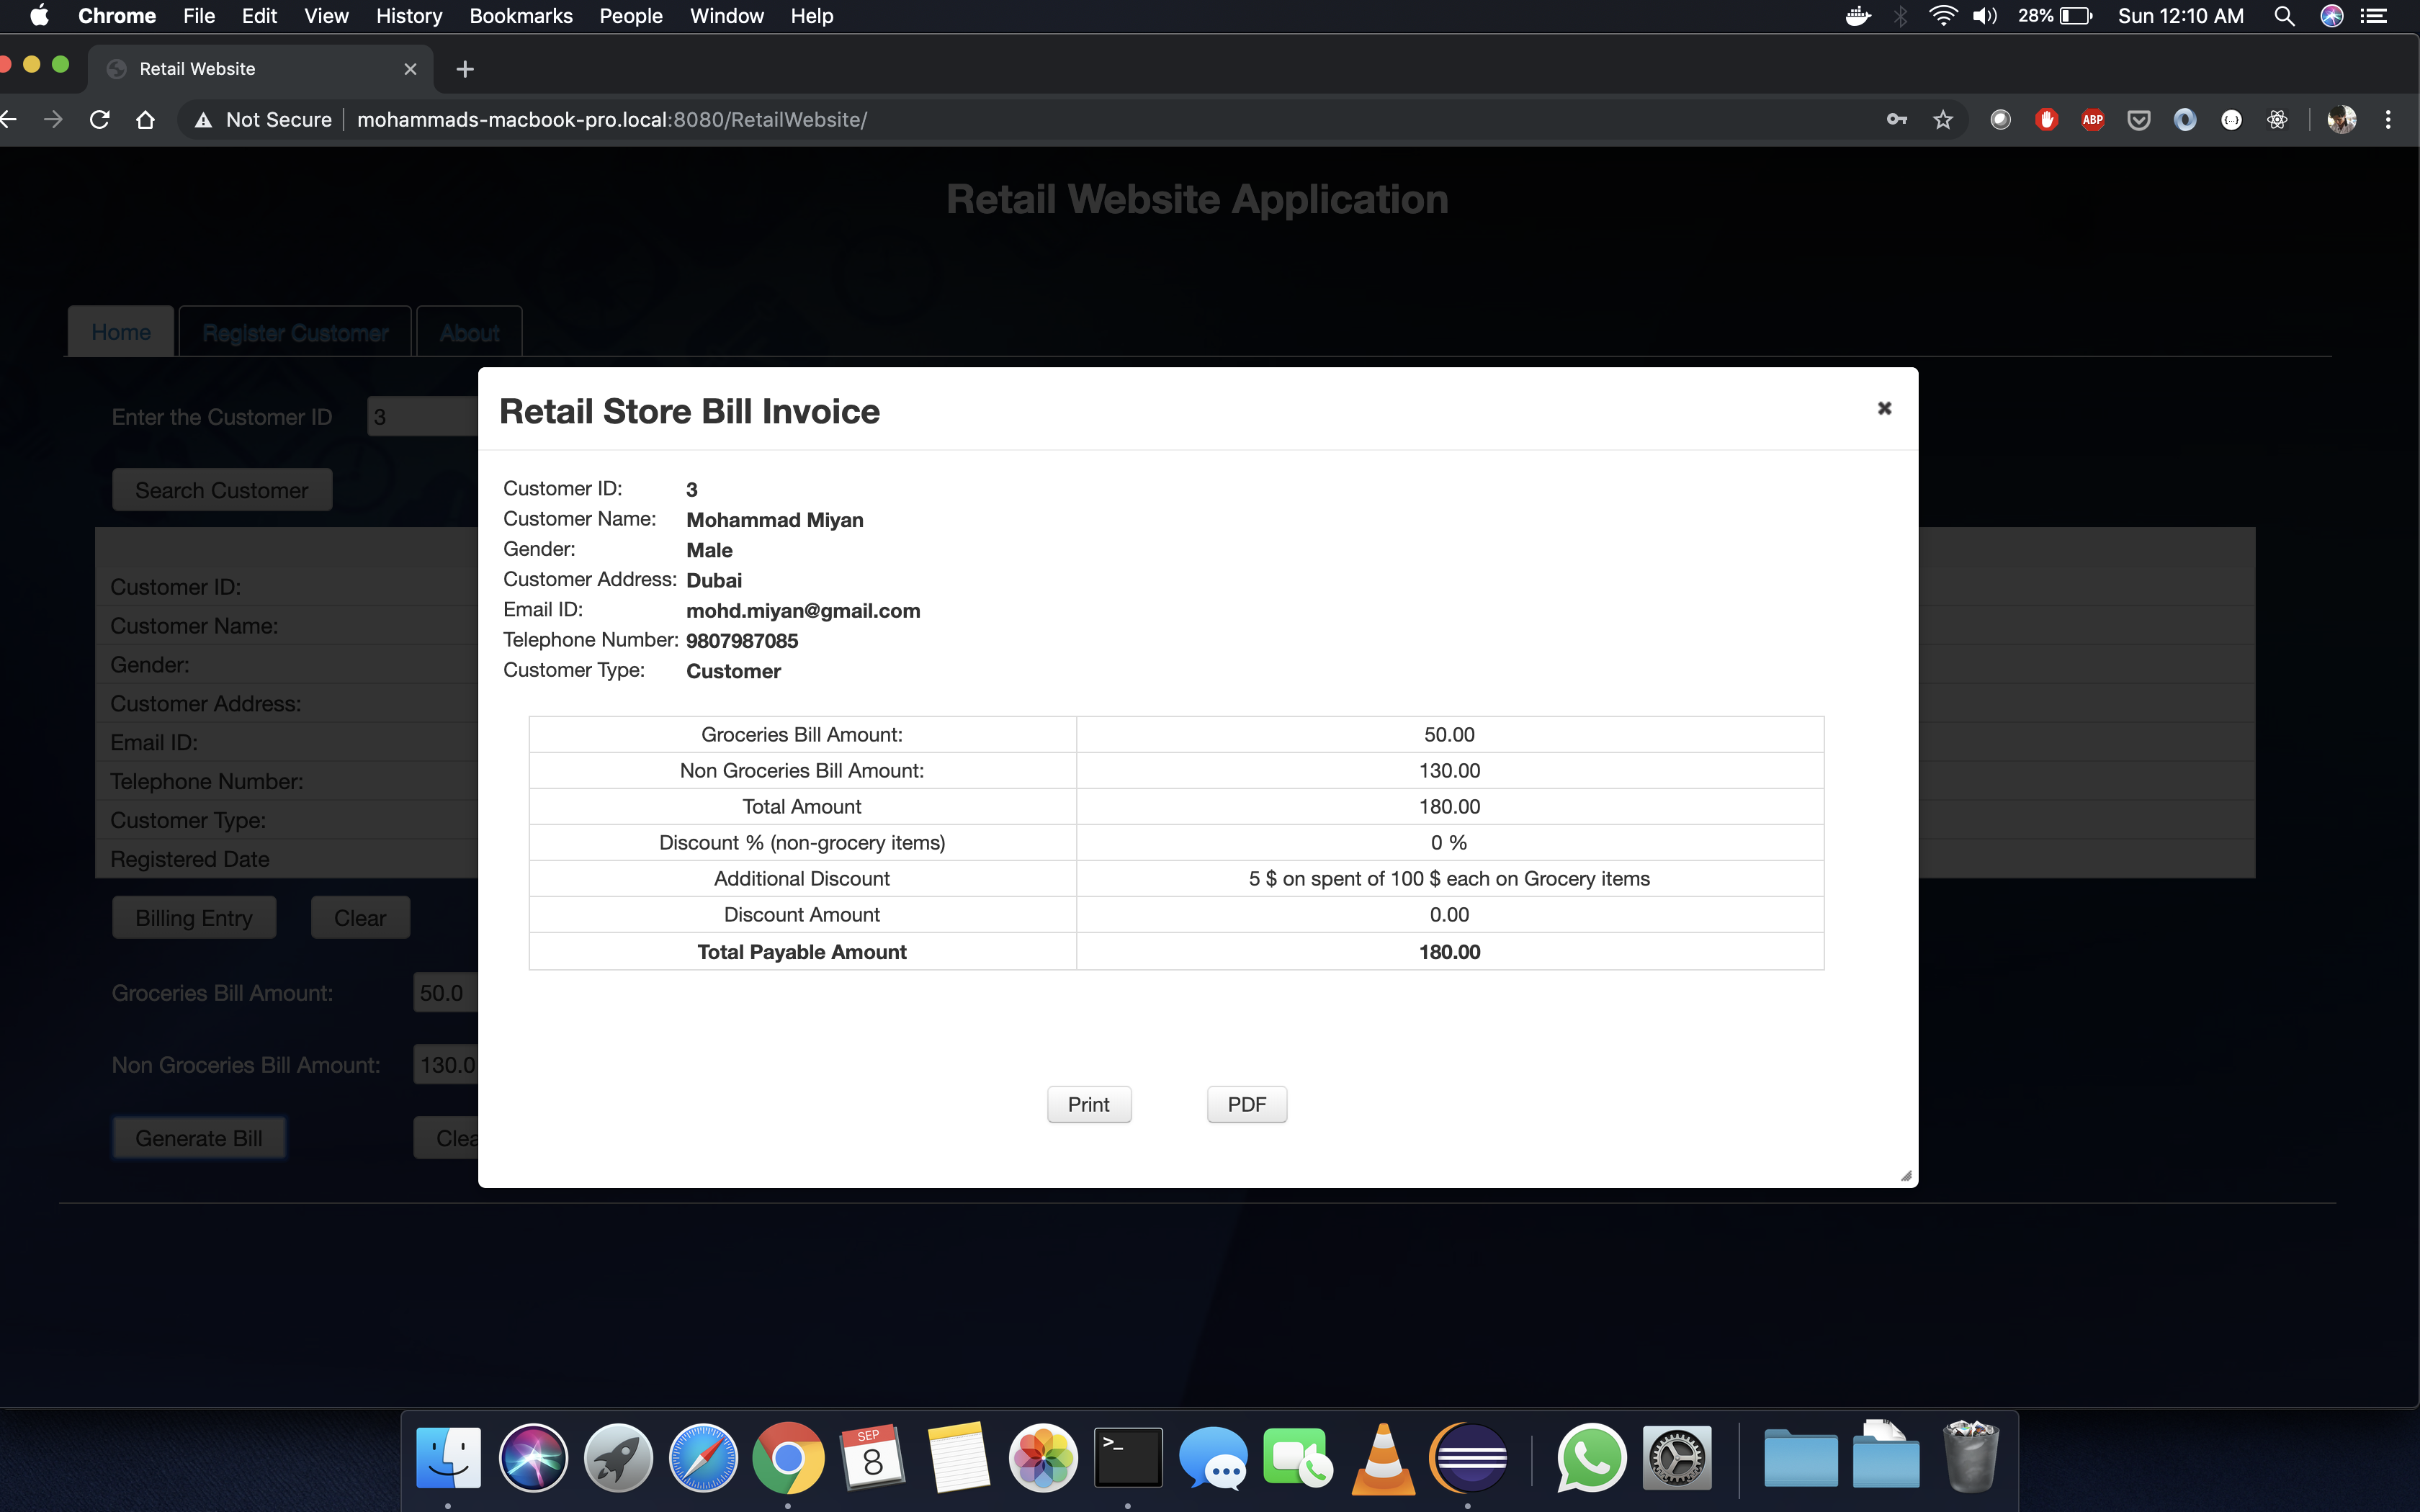 Chrome File Edit View History Bookmarks People Window Help 28% Sun 12:10 AM
Retail Website
Not Secure mohammads-macbook-pro.local:8080/RetailWebsite/ ABP
Retail Website Application
Home Register Customer About
Enter the Customer ID 3
Search Customer
Customer ID:
Customer Name:
Gender:
Customer Address:
Email ID:
Telephone Number:
Customer Type:
Registered Date
Billing Entry Clear
Groceries Bill Amount: 50.0
Non Groceries Bill Amount: 130.0
Generate Bill Clea
Retail Store Bill Invoice
Customer ID: 3
Customer Name: Mohammad Miyan
Gender: Male
Customer Address: Dubai
Email ID: mohd.miyan@gmail.com
Telephone Number: 9807987085
Customer Type: Customer
Groceries Bill Amount: 50.00
Non Groceries Bill Amount: 130.00
Total Amount 180.00
Discount % (non-grocery items) 0 %
Additional Discount 5 $ on spent of 100 $ each on Grocery items
Discount Amount 0.00
Total Payable Amount 180.00
Print PDF
SEP
8
>_